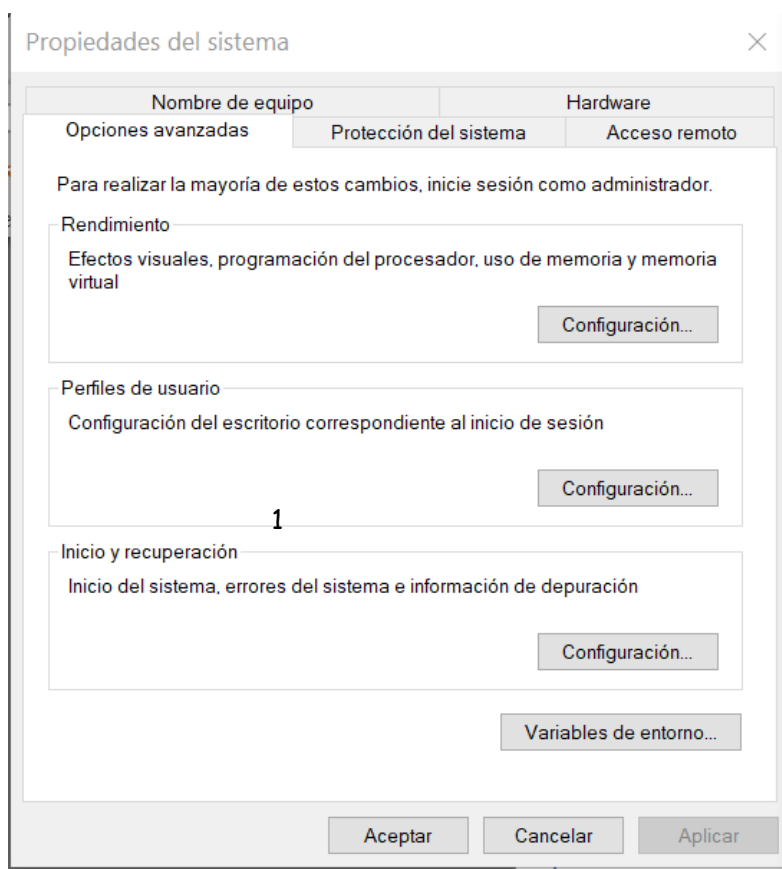 Propiedades del sistema
Nombre de equipo
Hardware
Opciones avanzadas
Protección del sistema
Acceso remoto
Para realizar la mayoría de estos cambios, inicie sesión como administrador.
Rendimiento
Efectos visuales, programación del procesador, uso de memoria y memoria
virtual
Configuración...
Perfiles de usuario
Configuración del escritorio correspondiente al inicio de sesión
Configuración...
1
Inicio y recuperación
Inicio del sistema, errores del sistema e información de depuración
Configuración...
Variables de entorno...
Aceptar
Cancelar
Aplicar